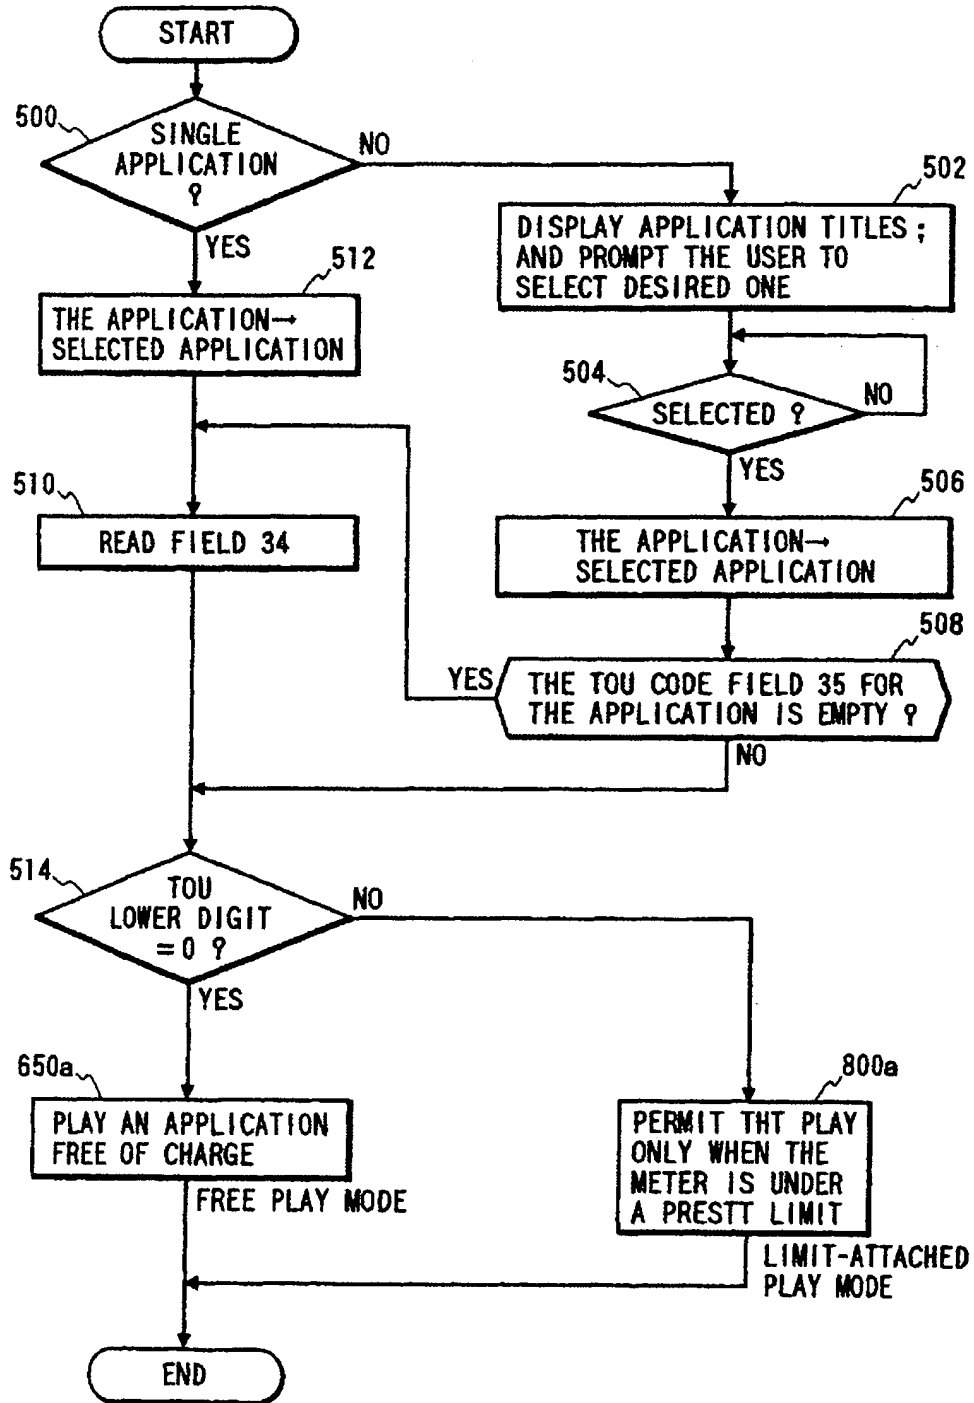 START
500
SINGLE
APPLICATION
?
NO
YES
502
DISPLAY APPLICATION TITLES ;
AND PROMPT THE USER TO
SELECT DESIRED ONE
512
THE APPLICATION→
SELECTED APPLICATION
504
SELECTED ?
NO
YES
506
THE APPLICATION→
SELECTED APPLICATION
510
READ FIELD 34
508
THE TOU CODE FIELD 35 FOR
THE APPLICATION IS EMPTY ?
YES
NO
514
TOU
LOWER DIGIT
=0 ?
NO
YES
650a
PLAY AN APPLICATION
FREE OF CHARGE
FREE PLAY MODE
800a
PERMIT THT PLAY
ONLY WHEN THE
METER IS UNDER
A PRESTT LIMIT
LIMIT-ATTACHED
PLAY MODE
END